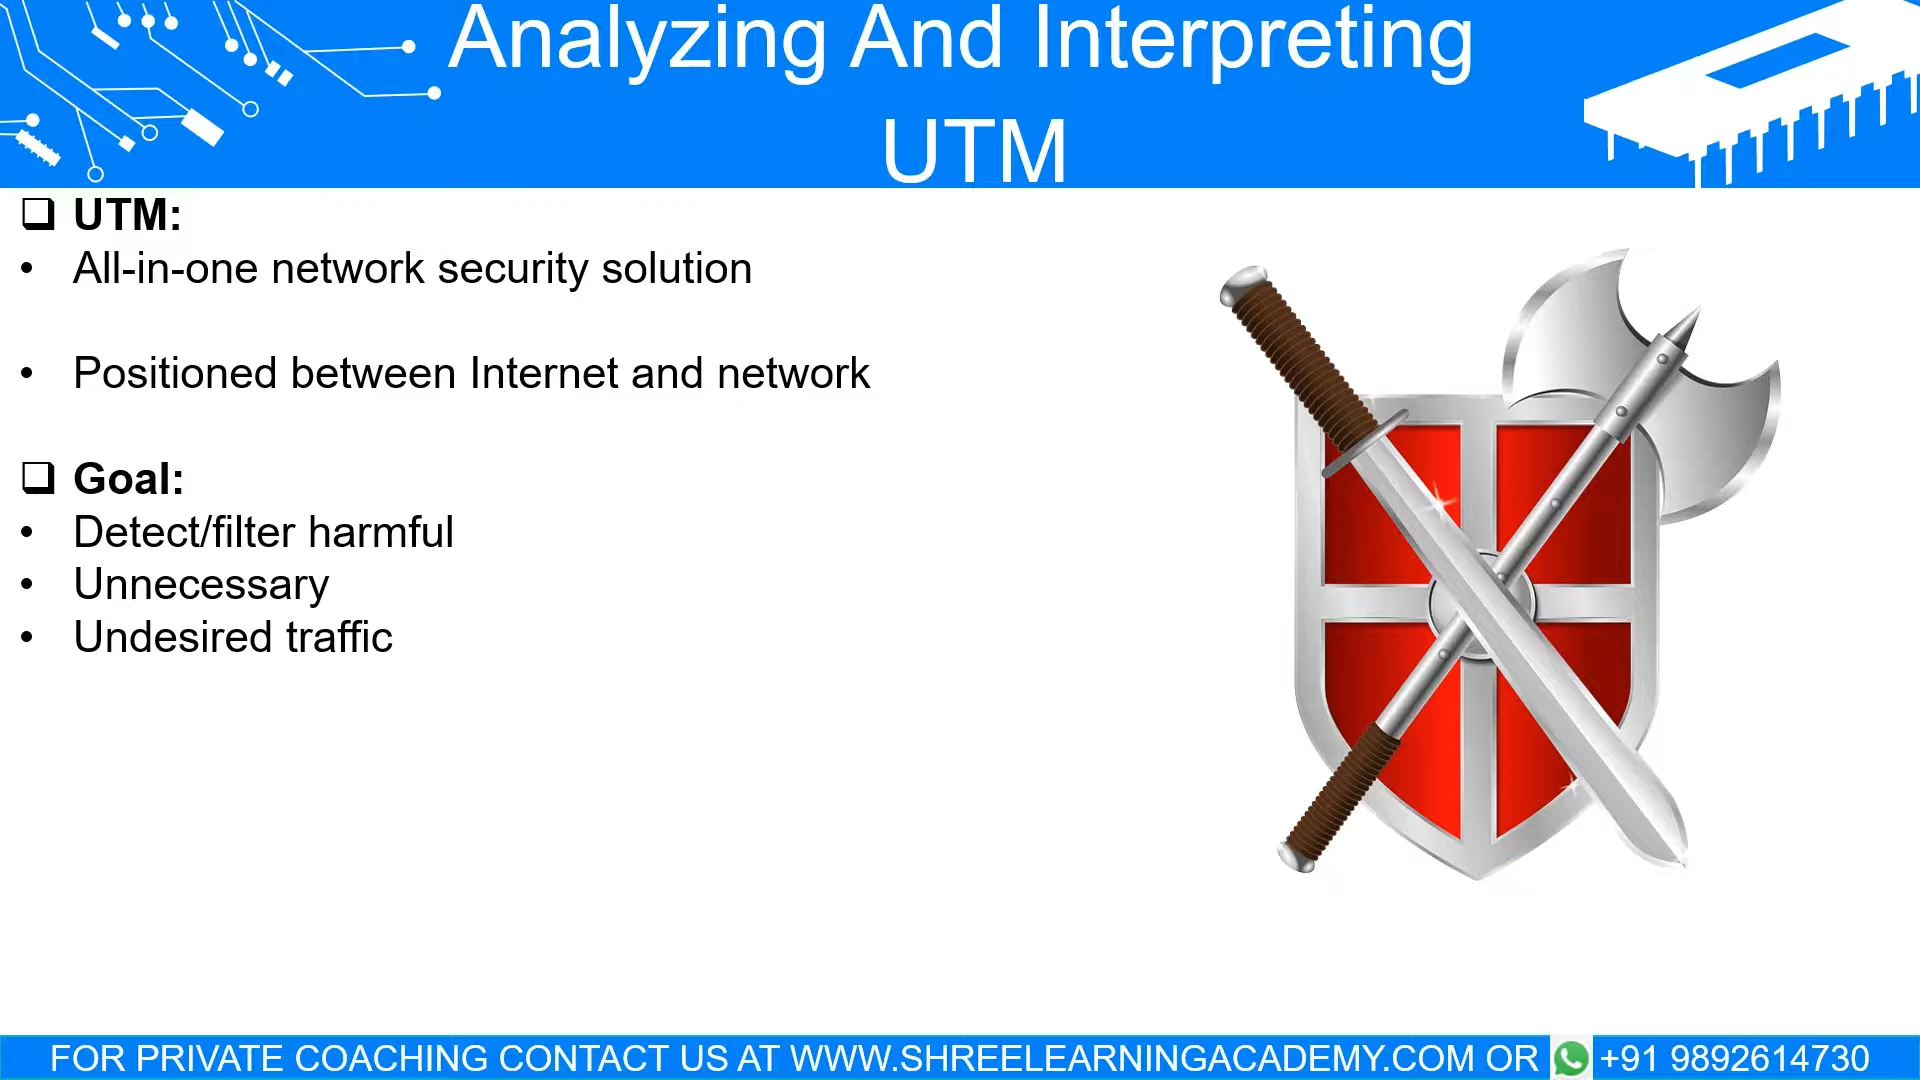 Analyzing And Interpreting
UTM
❑ UTM:
• All-in-one network security solution
• Positioned between Internet and network
❑ Goal:
• Detect/filter harmful
• Unnecessary
• Undesired traffic
FOR PRIVATE COACHING CONTACT US AT WWW.SHREELEARNINGACADEMY.COM OR +91 9892614730